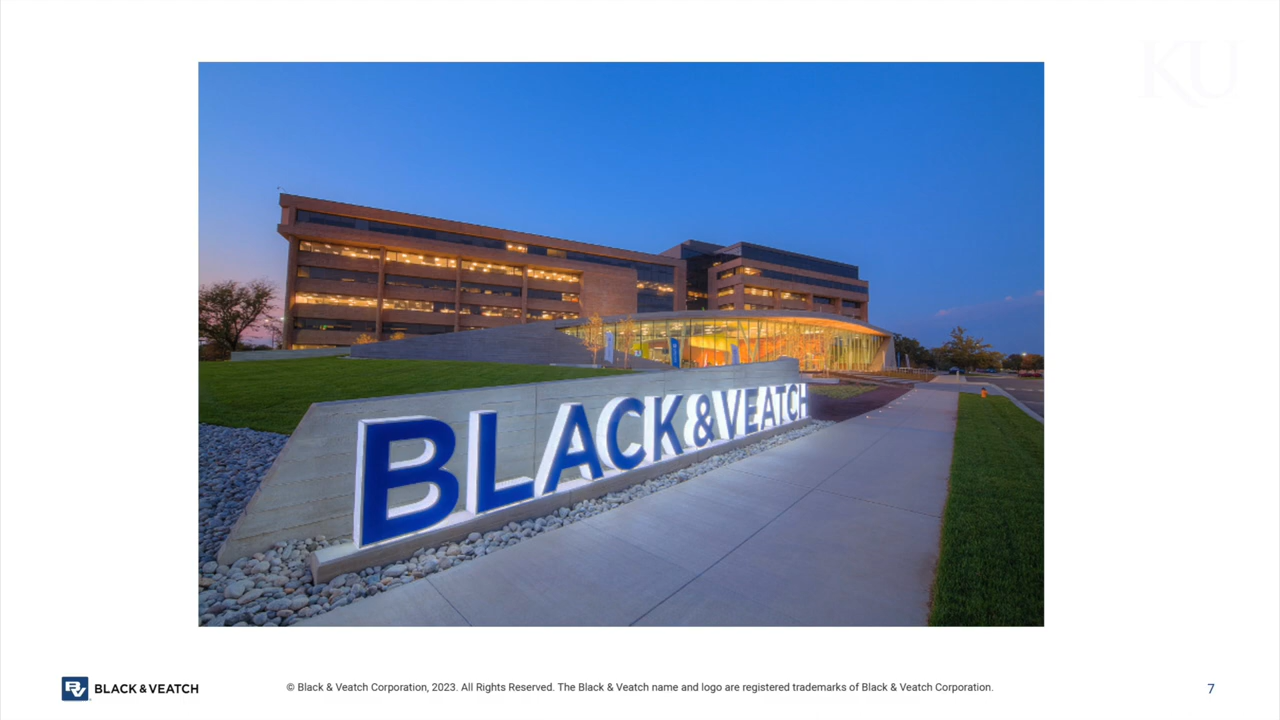 KU
BLACK & VEATCH
BLACK & VEATCH
© Black & Veatch Corporation, 2023. All Rights Reserved. The Black & Veatch name and logo are registered trademarks of Black & Veatch Corporation.
7